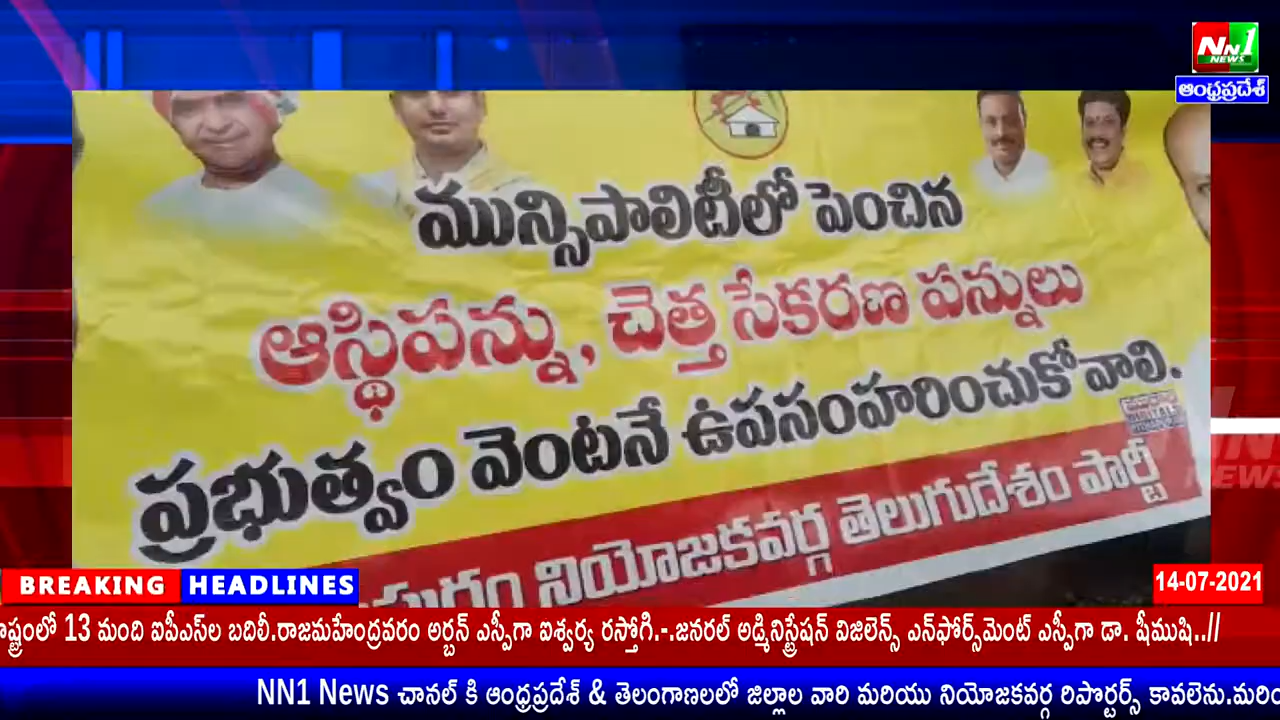 NN1
NEWS
ఆంధ్రప్రదేశ్
మున్సిపాలిటీలో పెంచిన
ఆస్థిపన్ను, చెత్త సేకరణ పన్నులు
ప్రభుత్వం వెంటనే ఉపసంహరించుకోవాలి.
నియోజకవర్గ తెలుగుదేశం పార్టీ
NN
NEWS
BREAKING HEADLINES
14-07-2021
13 మంది ఐపీఎస్‌ల బదిలీ.రాజమహేంద్రవరం అర్బన్ ఎస్పీగా ఐశ్వర్య రస్తోగి.-.జనరల్ అడ్మినిస్ట్రేషన్ విజిలెన్స్ ఎన్‌ఫోర్స్‌మెంట్ ఎస్పీగా డా. షీముషి..//
NN1 News చానల్ కి ఆంధ్రప్రదేశ్ & తెలంగాణలలో జిల్లాల వారి మరియు నియోజకవర్గ రిపొర్టర్స్ కావలెను.